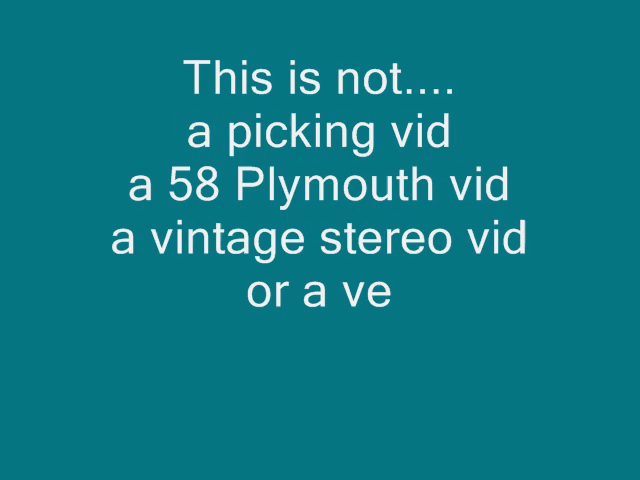 This is not....
a picking vid
a 58 Plymouth vid
a vintage stereo vid
or a ve